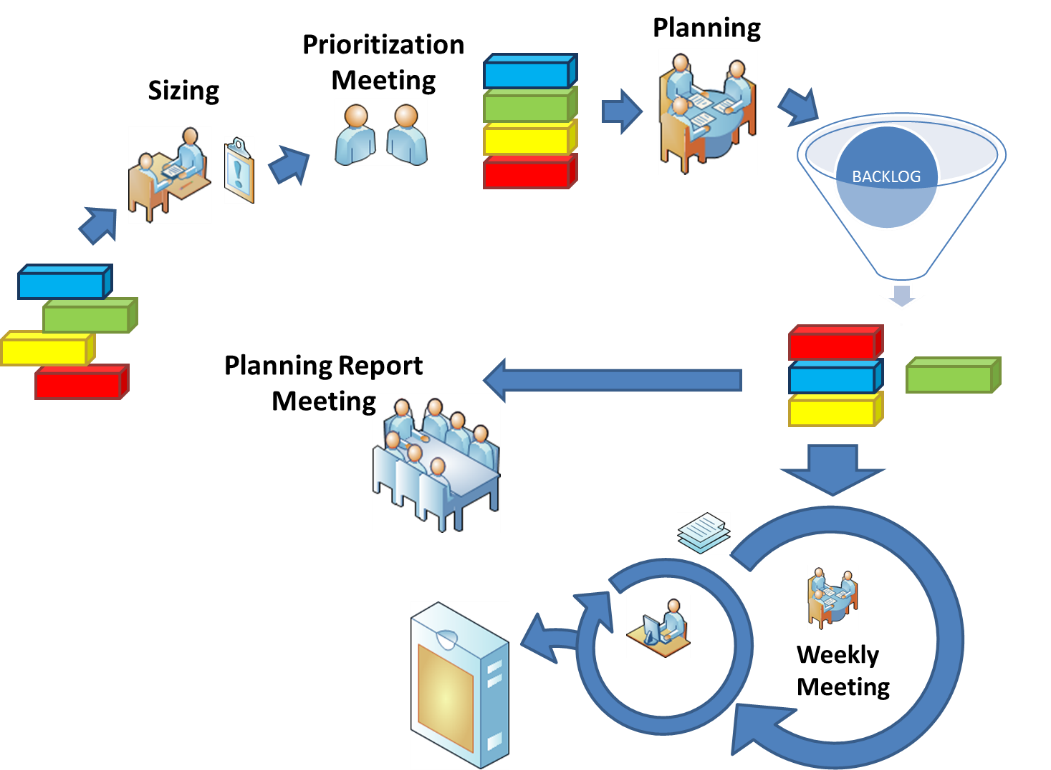 Planning
Prioritization
Meeting
Sizing
BACKLOG
Planning Report
Meeting
Weekly
Meeting